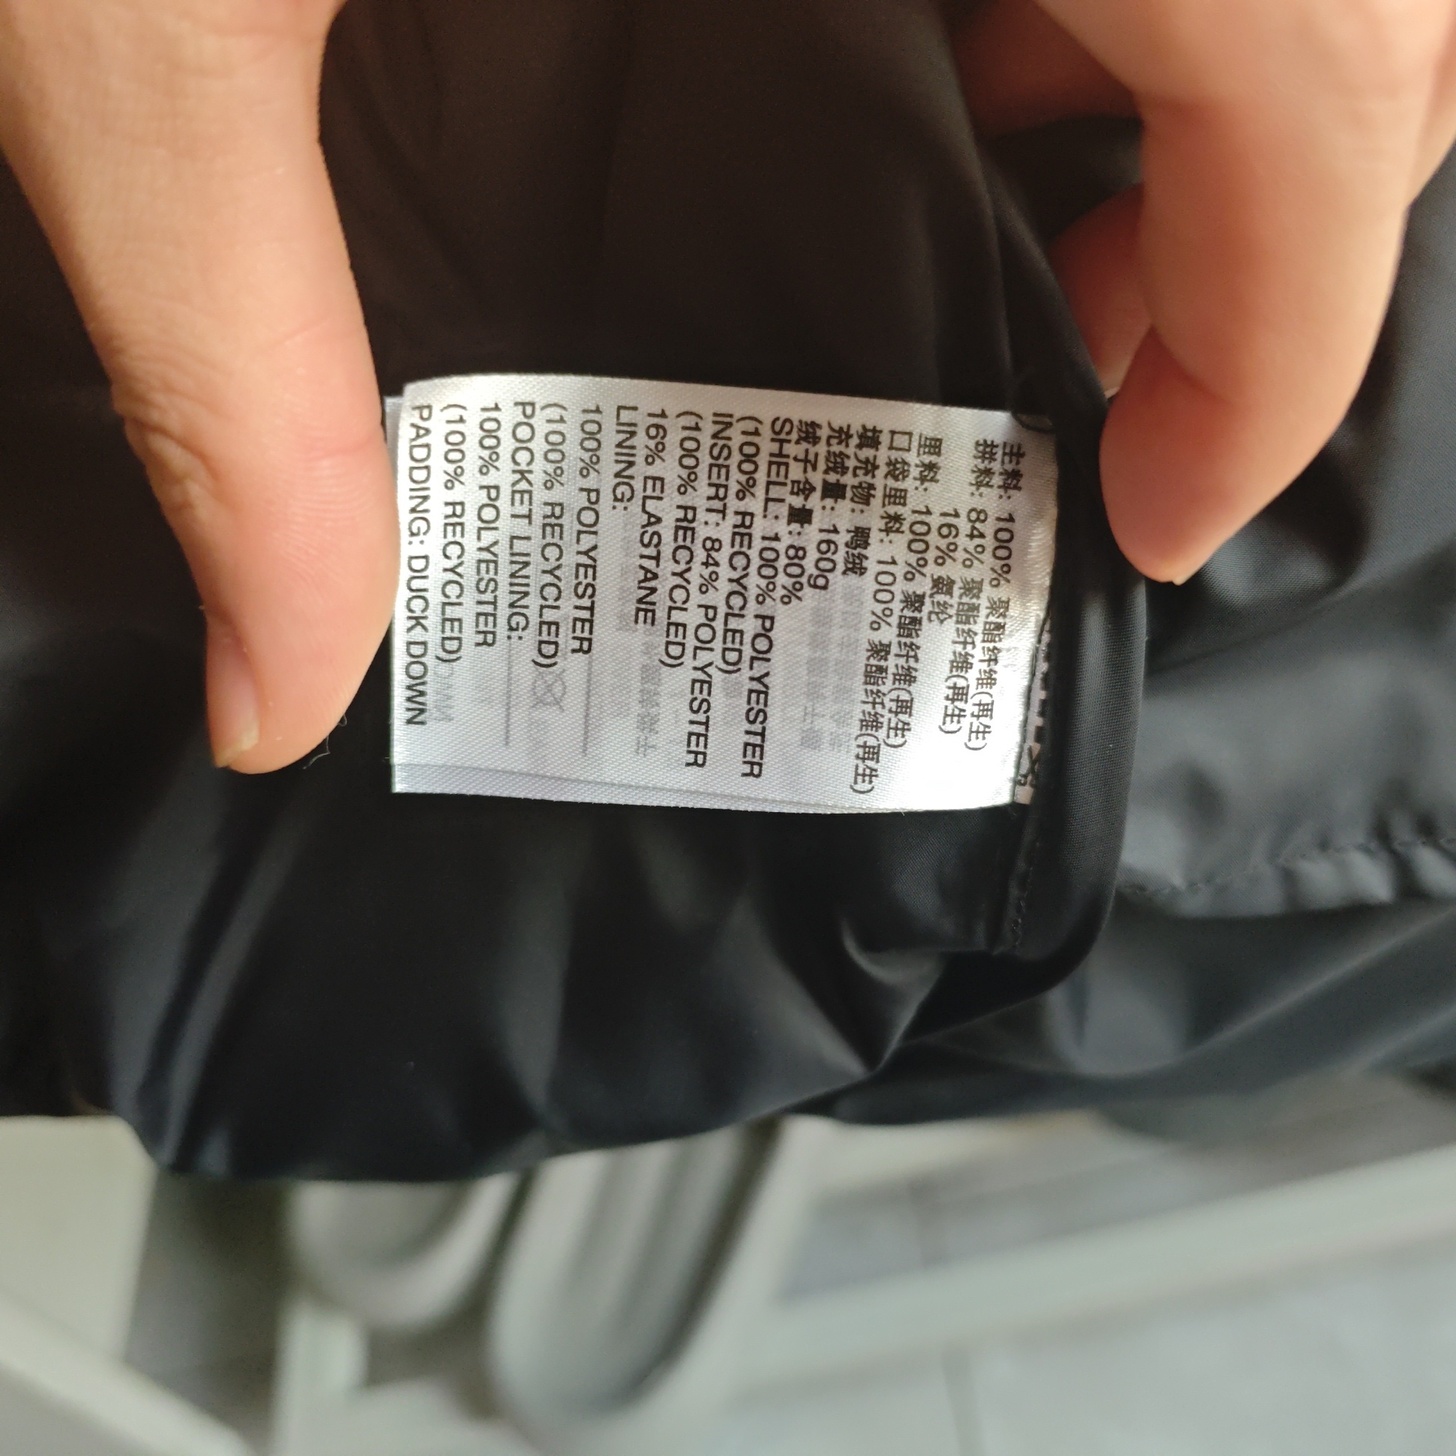 主料: 100% 聚酯纤维(再生)
拼料: 84% 聚酯纤维(再生)
16% 氨纶
里料: 100% 聚酯纤维(再生)
口袋里料: 100% 聚酯纤维(再生)
填充物: 鸭绒
充绒量: 160g
绒子含量: 80%
SHELL: 100% POLYESTER
(100% RECYCLED)
INSERT: 84% POLYESTER
(100% RECYCLED)
16% ELASTANE
LINING:
100% POLYESTER
(100% RECYCLED)
POCKET LINING:
100% POLYESTER
(100% RECYCLED)
PADDING: DUCK DOWN